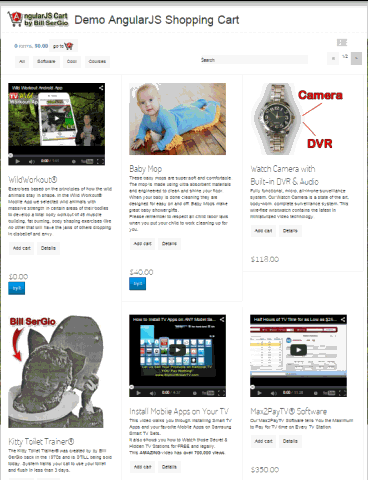 AngularJS Cart
by Bill SerGio
Demo AngularJS Shopping Cart
0 items, $0.00 go to
All Software Cool Courses
Search
1/2
Wild Workout Android App
Camera
DVR
WildWorkout®
Exercises based on the principles of how the wild
animals stay in shape. In the Wild Workout®
Mobile App we selected wild animals with
massive strength in certain areas of their bodies
to develop a total body workout of 45 muscle
building, fat burning, body shaping exercises like
no other that will have the jaws of others dropping
in disbelief and envy.
Add cart Details
$0.00
Baby Mop
These baby mops are super soft and comfortable.
The mop is made using ultra absorbent materials
and engineered to clean and shine your floor.
When your baby is done cleaning they are
designed for easy on and off. Baby Mops make
great baby shower gifts.
Please remember to respect all child labor laws
when you put your child to work cleaning up for
you.
Add cart Details
$40.00
Watch Camera with
Built-in DVR & Audio
Fully functional, micro, all-in-one surveillance
system. Our Watch Camera is a state of the art,
body-worn, complete surveillance system. This
wire-free wristwatch contains the latest in
miniaturized video technology.
Add cart Details
$118.00
Bill SerGio
Kitty Toilet Trainer®
The Kitty Toilet Trainer® was created by by Bill
SerGio back in the 1970s and is STILL being sold
today. System trains your cat to use your toilet
and flush in less than 3 days.
How to Install TV Apps on ANY Mobile
Install Mobile Apps on Your TV
This video walks you through installing Smart TV
Apps and your favorite Mobile Apps on Samsung
Smart TV Sets.
It also shows you how to Watch Movie Secret &
Hidden TV Stations for FREE and legally.
This AMAZING video has over 700,000 views.
Add cart Details
Half Hours of TV Time for as Low as
MaxZPayTV® Software
Our MaxZPayTV Software lets You the Maximum
to Pay for TV time on Every TV Station.
Add cart Details
$350.00